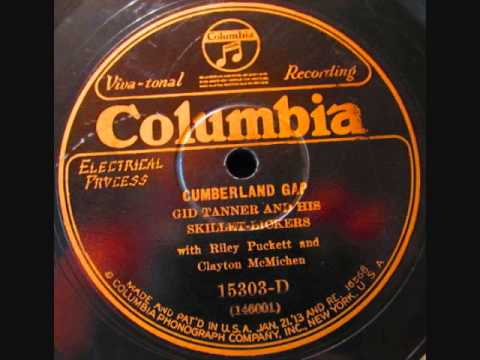 Columbia
Viva-tonal Recording
Columbia
ELECTRICAL
PROCESS
CUMBERLAND GAP
GID TANNER AND HIS
SKILLET-LICKERS
with Riley Puckett and
Clayton McMichen
15303-D
(146001)
MADE AND PAT'D IN U.S.A. JAN. 21,'13 AND RE. 16588
© COLUMBIA PHONOGRAPH COMPANY, INC., NEW YORK, U.S.A.